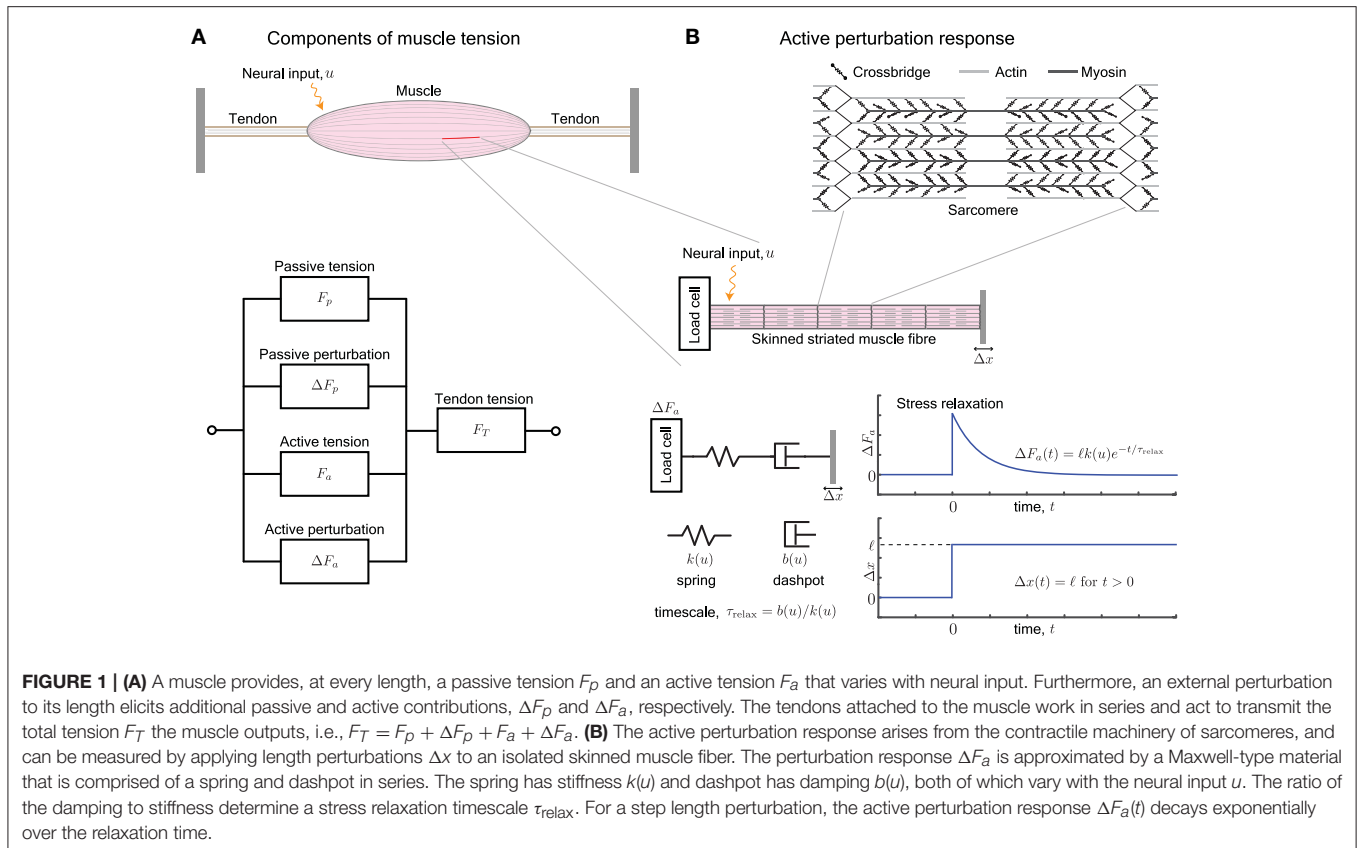 A Components of muscle tension
Neural input, u
Muscle
Tendon
Tendon
Passive tension
F_p
Passive perturbation
ΔF_p
Active tension
F_a
Active perturbation
ΔF_a
Tendon tension
F_T
B Active perturbation response
Crossbridge Actin Myosin
Sarcomere
Neural input, u
Load cell
Skinned striated muscle fibre
Δx
ΔF_a
Load cell
Δx
k(u) b(u)
spring dashpot
timescale, τ_relax = b(u)/k(u)
Stress relaxation
ΔF_a
0
ΔF_a(t) = ℓk(u)e^{−t/τ_relax}
0
time, t
ℓ
Δx
0
Δx(t) = ℓ for t > 0
0
time, t
FIGURE 1 | (A) A muscle provides, at every length, a passive tension F_p and an active tension F_a that varies with neural input. Furthermore, an external perturbation
to its length elicits additional passive and active contributions, ΔF_p and ΔF_a, respectively. The tendons attached to the muscle work in series and act to transmit the
total tension F_T the muscle outputs, i.e., F_T = F_p + ΔF_p + F_a + ΔF_a. (B) The active perturbation response arises from the contractile machinery of sarcomeres, and
can be measured by applying length perturbations Δx to an isolated skinned muscle fiber. The perturbation response ΔF_a is approximated by a Maxwell-type material
that is comprised of a spring and dashpot in series. The spring has stiffness k(u) and dashpot has damping b(u), both of which vary with the neural input u. The ratio of
the damping to stiffness determine a stress relaxation timescale τ_relax. For a step length perturbation, the active perturbation response ΔF_a(t) decays exponentially
over the relaxation time.